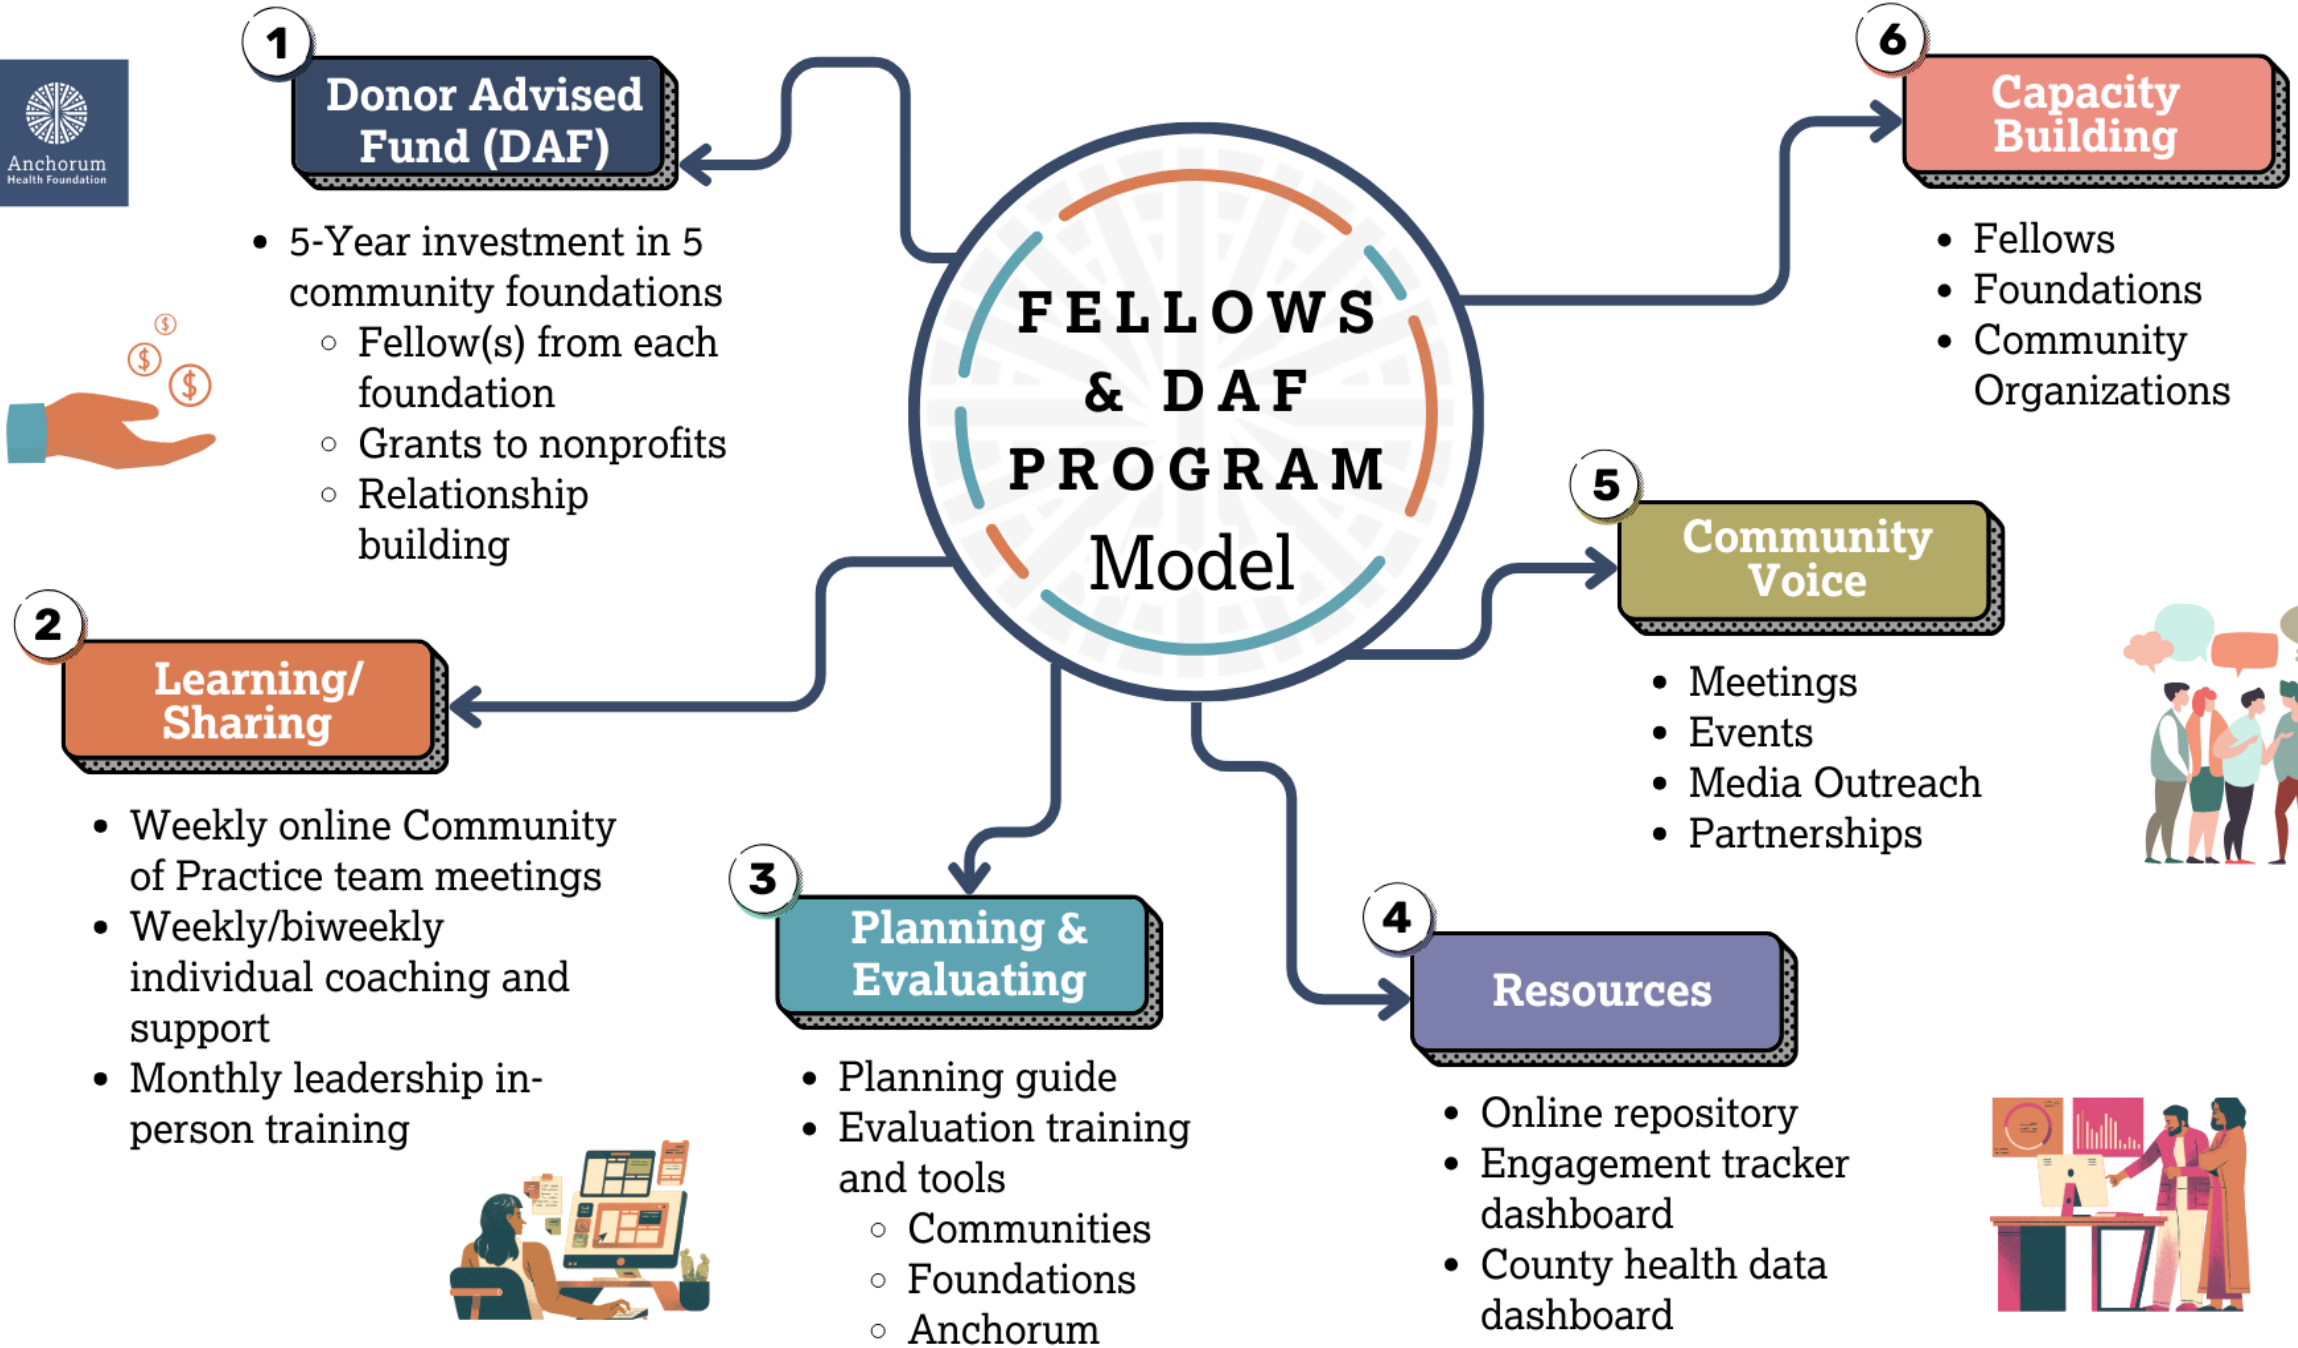 Anchorum
Health Foundation
1
Donor Advised
Fund (DAF)
• 5-Year investment in 5
community foundations
○ Fellow(s) from each
foundation
○ Grants to nonprofits
○ Relationship
building
2
Learning/
Sharing
• Weekly online Community
of Practice team meetings
• Weekly/biweekly
individual coaching and
support
• Monthly leadership in-
person training
FELLOWS
& DAF
PROGRAM
Model
3
Planning &
Evaluating
• Planning guide
• Evaluation training
and tools
○ Communities
○ Foundations
○ Anchorum
4
Resources
• Online repository
• Engagement tracker
dashboard
• County health data
dashboard
5
Community
Voice
• Meetings
• Events
• Media Outreach
• Partnerships
6
Capacity
Building
• Fellows
• Foundations
• Community
Organizations